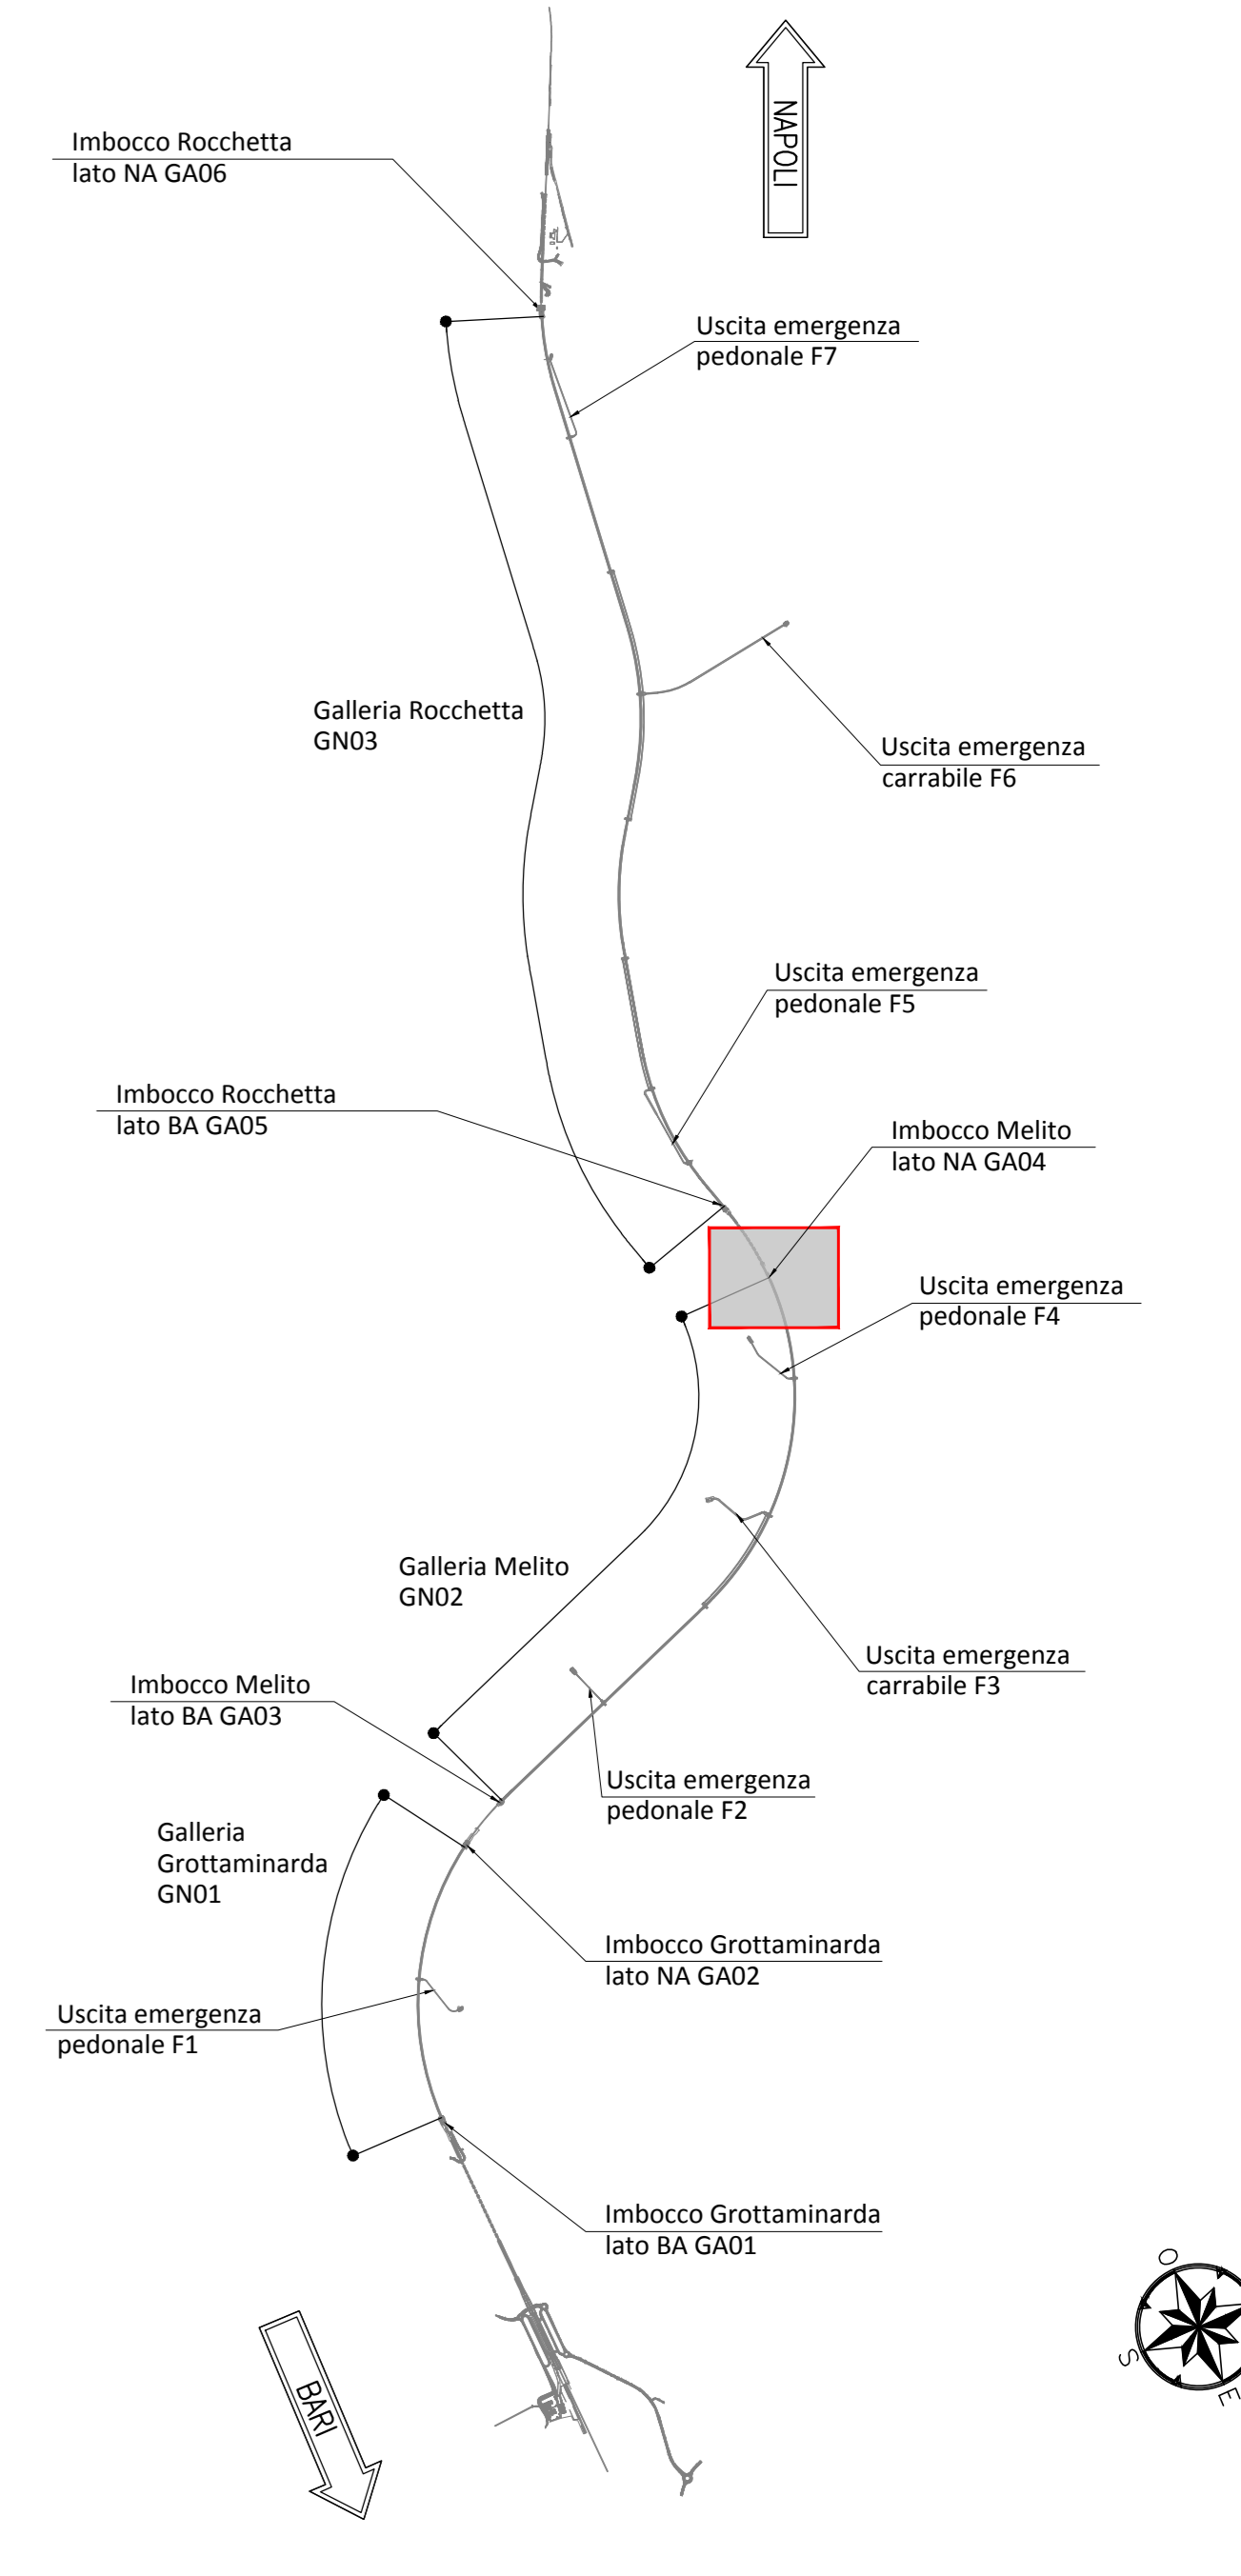 NAPOLI
Imbocco Rocchetta
lato NA GA06
Uscita emergenza
pedonale F7
Galleria Rocchetta
GN03
Uscita emergenza
carrabile F6
Uscita emergenza
pedonale F5
Imbocco Rocchetta
lato BA GA05
Imbocco Melito
lato NA GA04
Uscita emergenza
pedonale F4
Galleria Melito
GN02
Uscita emergenza
carrabile F3
Imbocco Melito
lato BA GA03
Uscita emergenza
pedonale F2
Galleria
Grottaminarda
GN01
Imbocco Grottaminarda
lato NA GA02
Uscita emergenza
pedonale F1
Imbocco Grottaminarda
lato BA GA01
O
S
E
BARI